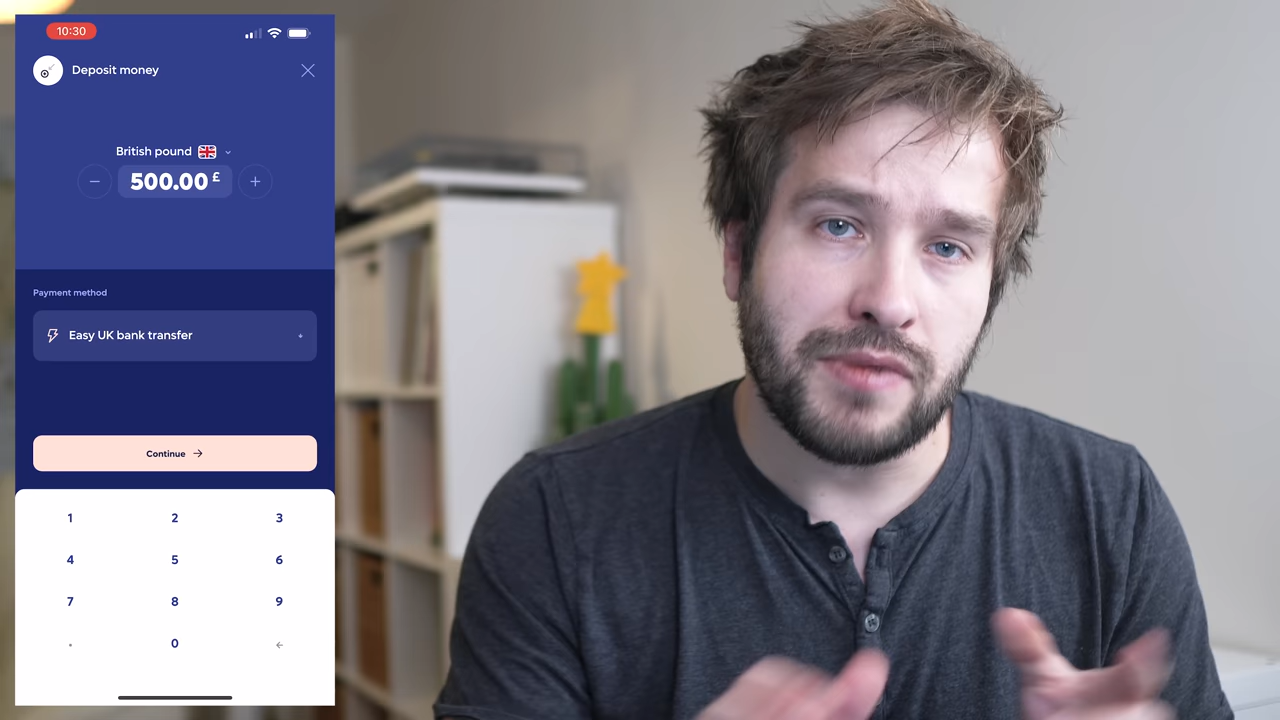 10:30
Deposit money
British pound
500.00 £
Payment method
Easy UK bank transfer
Continue →
1 2 3
4 5 6
7 8 9
. 0 ←